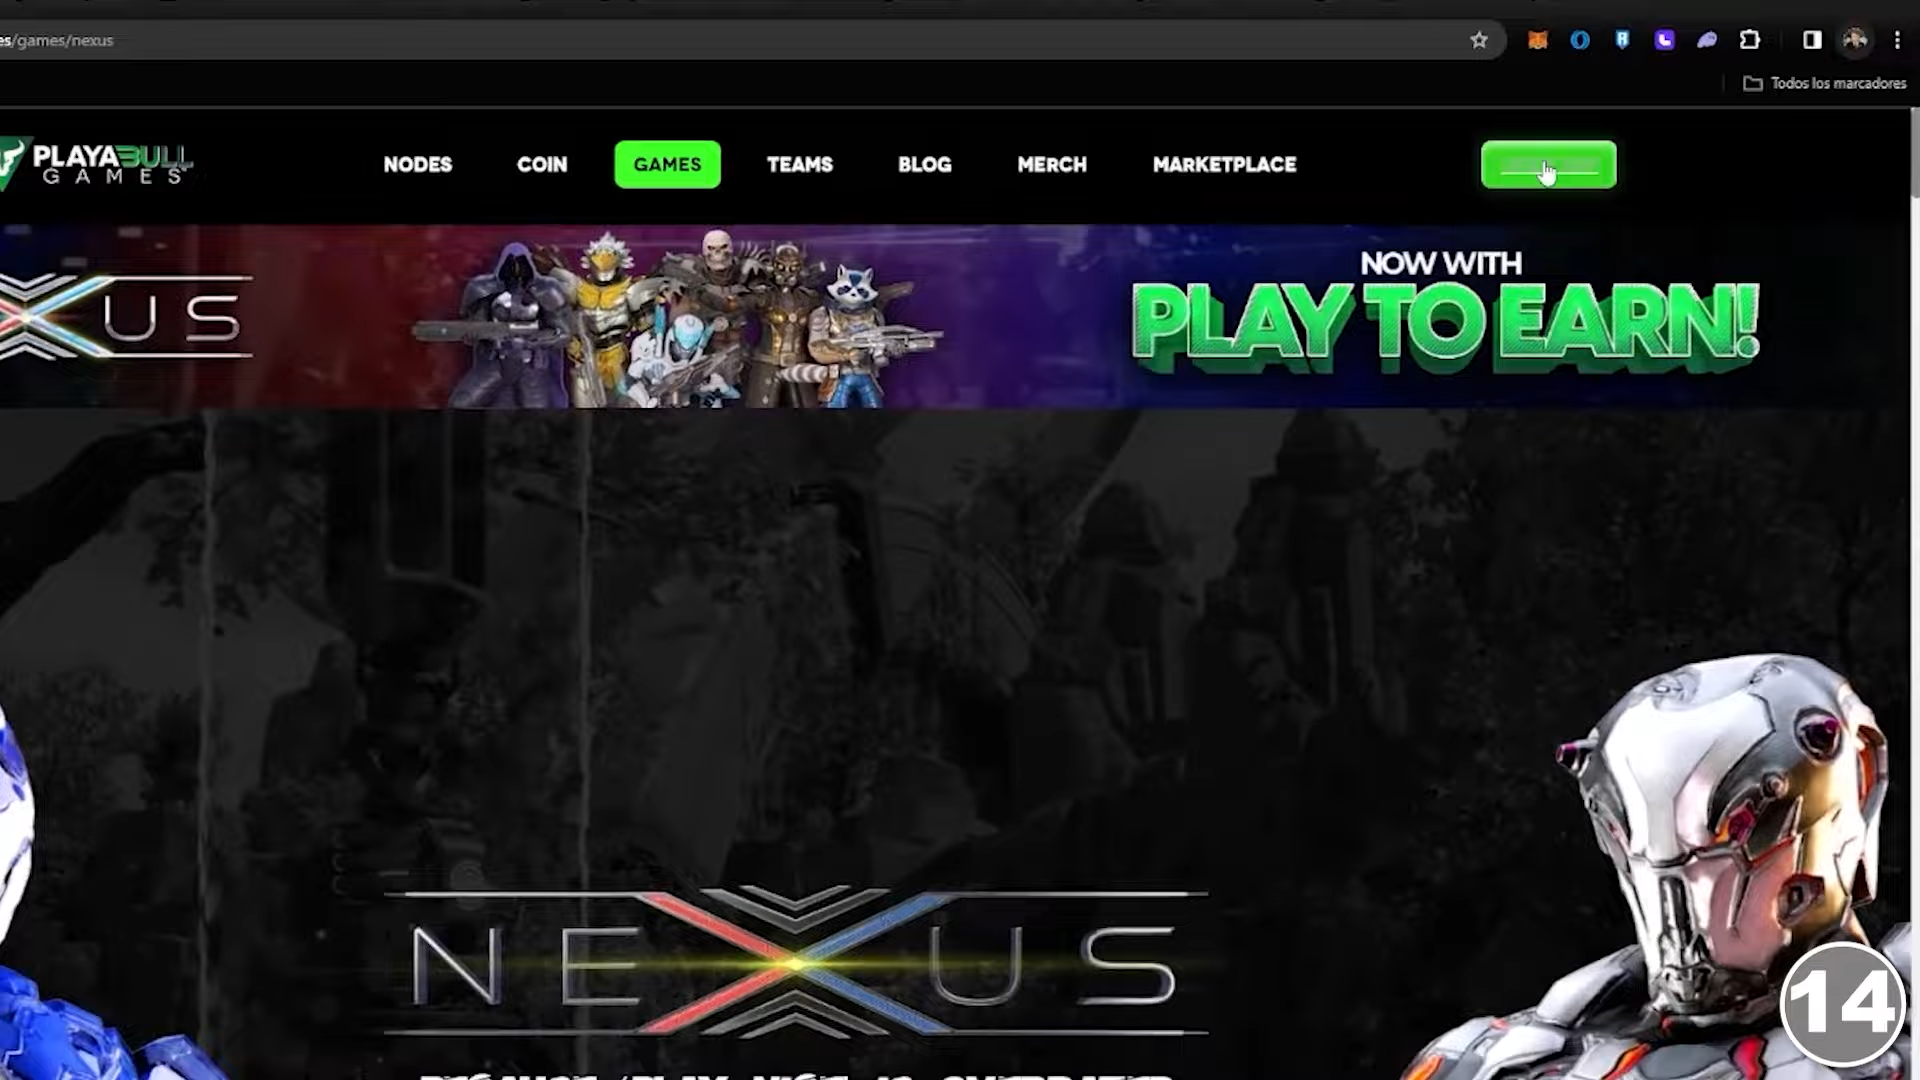 es/games/nexus
Todos los marcadores
PLAYABULL
GAMES
NODES
COIN
GAMES
TEAMS
BLOG
MERCH
MARKETPLACE
XUS
NOW WITH
PLAY TO EARN!
NEXUS
14